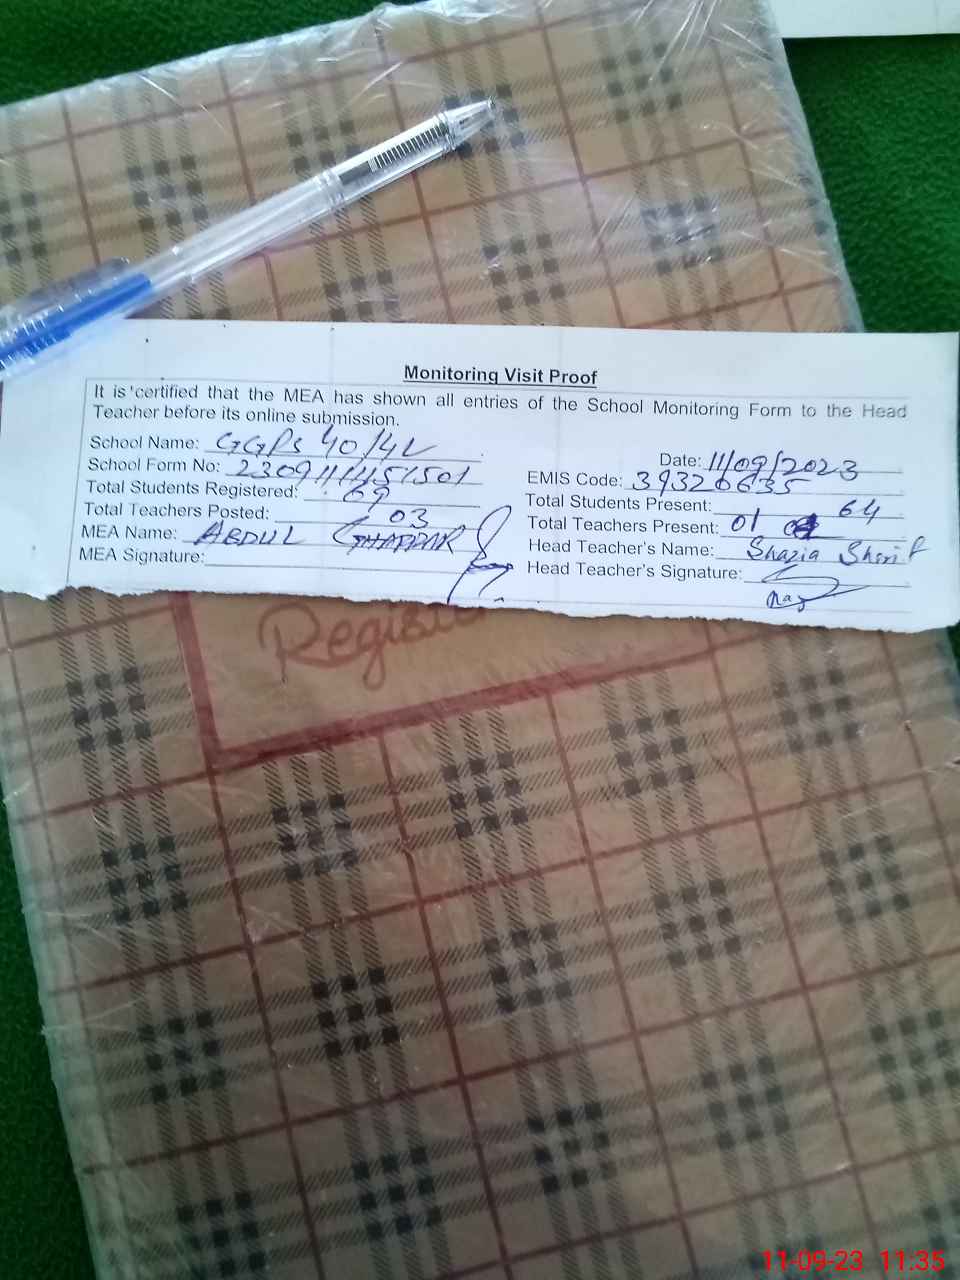 Monitoring Visit Proof
It is certified that the MEA has shown all entries of the School Monitoring Form to the Head
Teacher before its online submission.
School Name: GGPS 40/4L
Date: 11/09/2023
School Form No: 230911451501
EMIS Code: 39320635
Total Students Registered: 69
Total Students Present: 64
Total Teachers Posted: 03
Total Teachers Present: 01
MEA Name: ABDUL GHAFFAR
Head Teacher's Name: Shazia Sharif
MEA Signature:
Head Teacher's Signature:
11-09-23 11:35